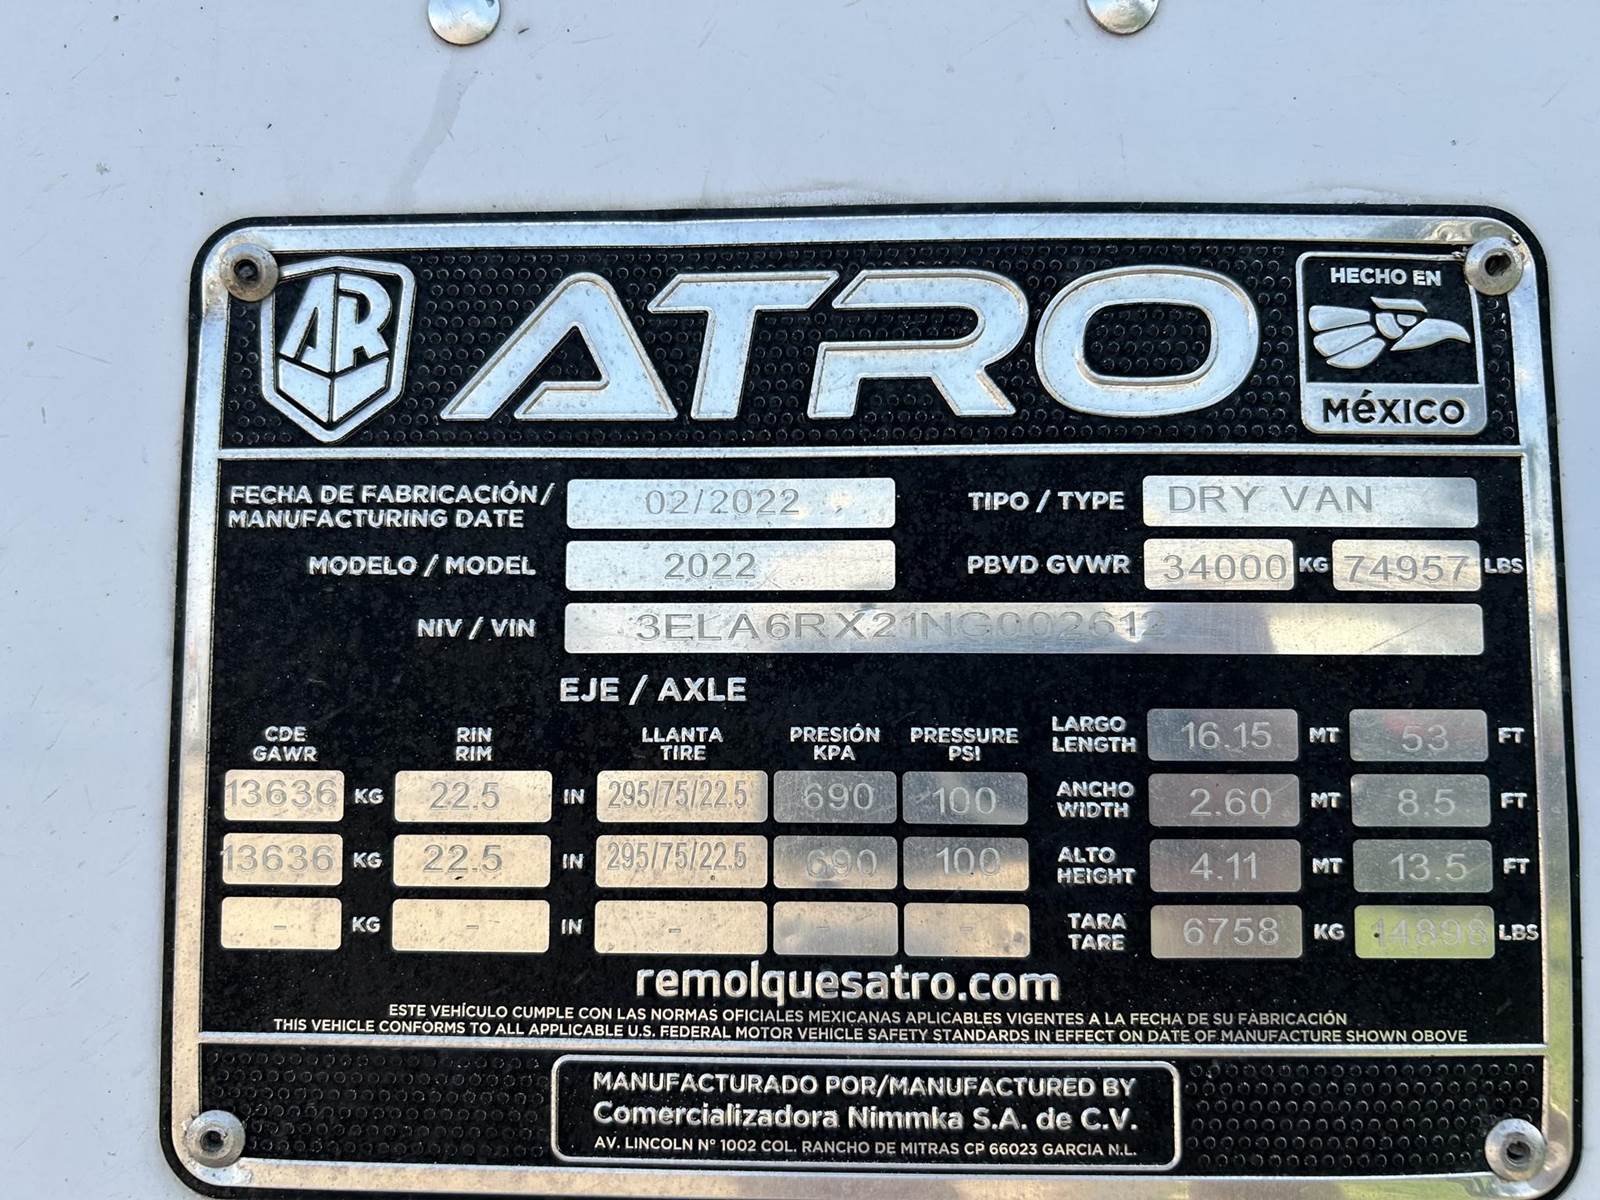 AR ATRO HECHO EN MéXICO
FECHA DE FABRICACIÓN/ MANUFACTURING DATE 02/2022 TIPO / TYPE DRY VAN
MODELO / MODEL 2022 PBVD GVWR 34000 KG 74957 LBS
NIV / VIN 3ELA6RX21NG002612
EJE / AXLE
CDE GAWR RIN RIM LLANTA TIRE PRESIÓN KPA PRESSURE PSI LARGO LENGTH 16.15 MT 53 FT
13636 KG 22.5 IN 295/75/22.5 690 100 ANCHO WIDTH 2.60 MT 8.5 FT
13636 KG 22.5 IN 295/75/22.5 690 100 ALTO HEIGHT 4.11 MT 13.5 FT
- KG - IN - - - TARA TARE 6758 KG 14898 LBS
remolquesatro.com
ESTE VEHÍCULO CUMPLE CON LAS NORMAS OFICIALES MEXICANAS APLICABLES VIGENTES A LA FECHA DE SU FABRICACIÓN
THIS VEHICLE CONFORMS TO ALL APPLICABLE U.S. FEDERAL MOTOR VEHICLE SAFETY STANDARDS IN EFFECT ON DATE OF MANUFACTURE SHOWN OBOVE
MANUFACTURADO POR/MANUFACTURED BY
Comercializadora Nimmka S.A. de C.V.
AV. LINCOLN N° 1002 COL. RANCHO DE MITRAS CP 66023 GARCIA N.L.